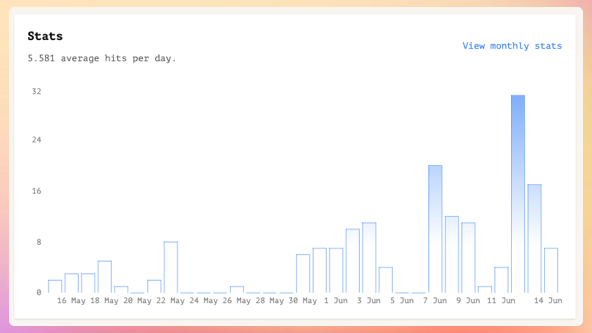 Stats
View monthly stats
5.581 average hits per day.
32
24
16
8
0
16 May 18 May 20 May 22 May 24 May 26 May 28 May 30 May 1 Jun 3 Jun 5 Jun 7 Jun 9 Jun 11 Jun 14 Jun